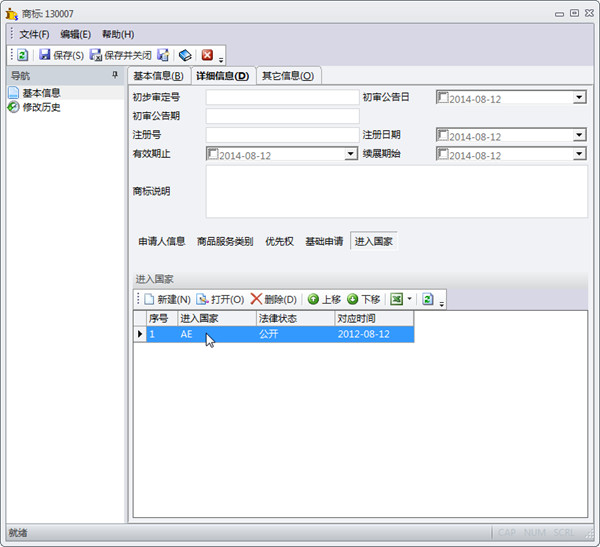 商标: 130007
文件(F) 编辑(E) 帮助(H)
保存(S) 保存并关闭
导航
基本信息
修改历史
基本信息(B) 详细信息(D) 其它信息(O)
初步审定号 初审公告日 2014-08-12
初审公告期
注册号 注册日期 2014-08-12
有效期止 2014-08-12 续展期始 2014-08-12
商标说明
申请人信息 商品服务类别 优先权 基础申请 进入国家
进入国家
新建(N) 打开(O) 删除(D) 上移 下移
序号 进入国家 法律状态 对应时间
1 AE 公开 2012-08-12
就绪 CAP NUM SCRL